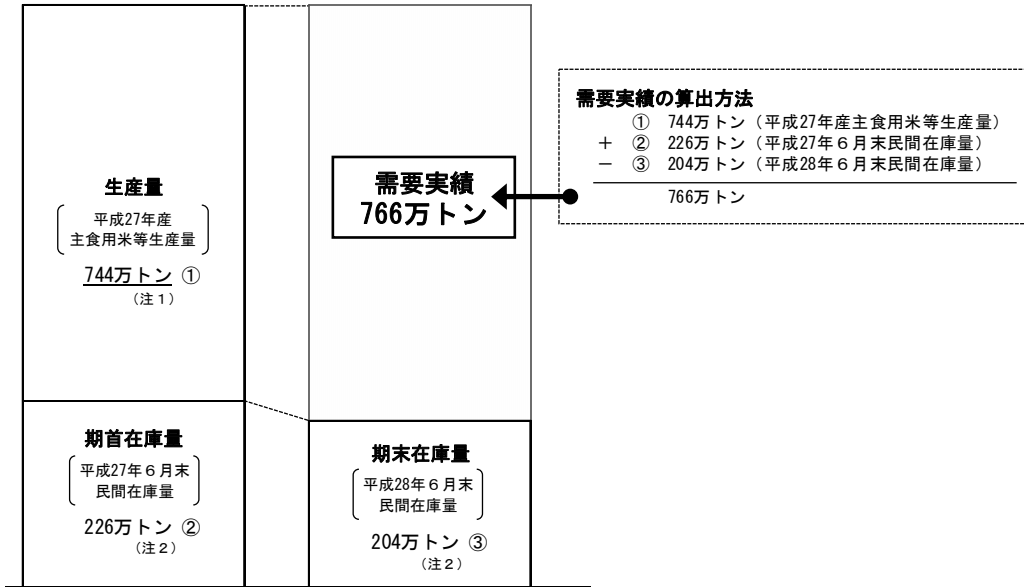 生産量
平成27年産
主食用米等生産量
744万トン ①
（注１）
期首在庫量
平成27年６月末
民間在庫量
226万トン ②
（注２）
需要実績
766万トン
期末在庫量
平成28年６月末
民間在庫量
204万トン ③
（注２）
需要実績の算出方法
① 744万トン（平成27年産主食用米等生産量）
＋ ② 226万トン（平成27年６月末民間在庫量）
－ ③ 204万トン（平成28年６月末民間在庫量）
766万トン